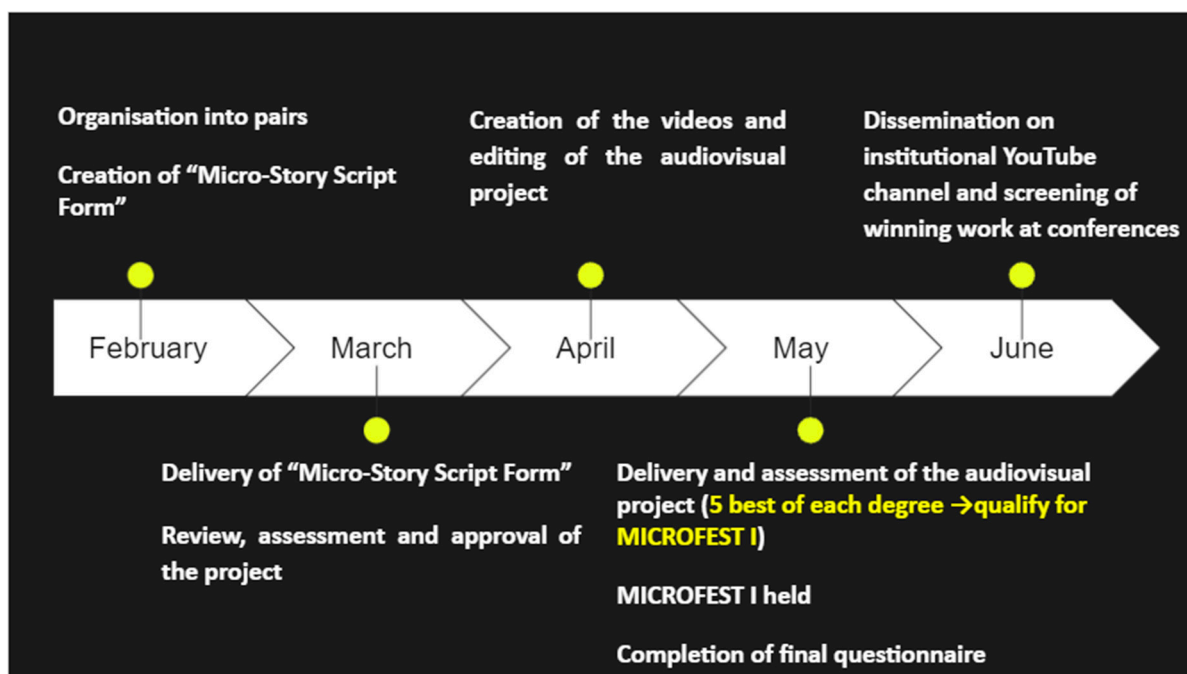 Organisation into pairs
Creation of “Micro-Story Script
Form”
Creation of the videos and
editing of the audiovisual
project
Dissemination on
institutional YouTube
channel and screening of
winning work at conferences
February
March
April
May
June
Delivery of “Micro-Story Script Form”
Review, assessment and approval of
the project
Delivery and assessment of the audiovisual
project (5 best of each degree →qualify for
MICROFEST I)
MICROFEST I held
Completion of final questionnaire